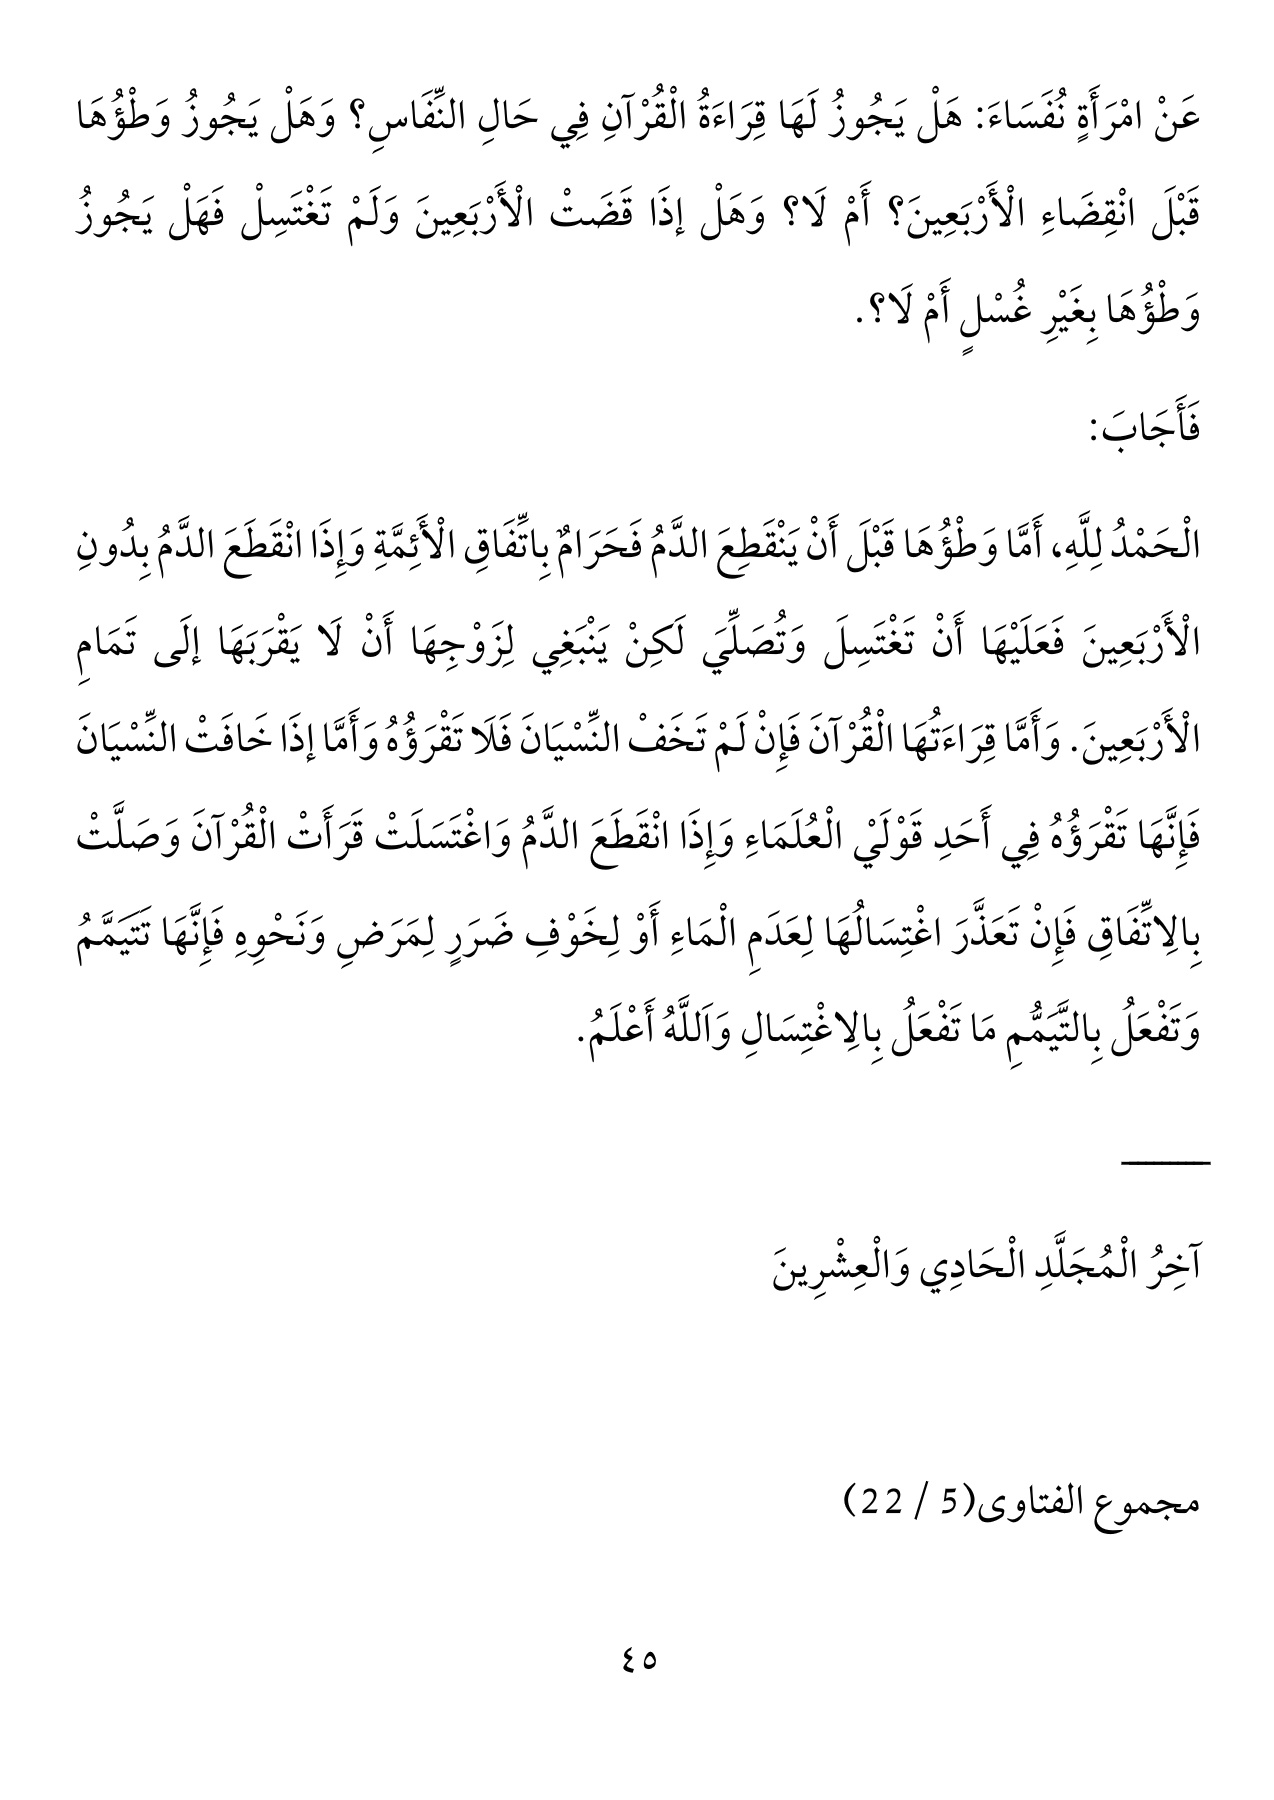 عَنْ امْرَأَةٍ نُفَسَاءَ: هَلْ يَجُوزُ لَهَا قِرَاءَةُ الْقُرْآنِ فِي حَالِ النِّفَاسِ؟ وَهَلْ يَجُوزُ وَطْؤُهَا
قَبْلَ انْقِضَاءِ الْأَرْبَعِينَ؟ أَمْ لَا؟ وَهَلْ إذَا قَضَتْ الْأَرْبَعِينَ وَلَمْ تَغْتَسِلْ فَهَلْ يَجُوزُ
وَطْؤُهَا بِغَيْرِ غُسْلٍ أَمْ لَا؟.
فَأَجَابَ:
الْحَمْدُ لِلَّهِ، أَمَّا وَطْؤُهَا قَبْلَ أَنْ يَنْقَطِعَ الدَّمُ فَحَرَامٌ بِاتِّفَاقِ الْأَئِمَّةِ وَإِذَا انْقَطَعَ الدَّمُ بِدُونِ
الْأَرْبَعِينَ فَعَلَيْهَا أَنْ تَغْتَسِلَ وَتُصَلِّيَ لَكِنْ يَنْبَغِي لِزَوْجِهَا أَنْ لَا يَقْرَبَهَا إلَى تَمَامِ
الْأَرْبَعِينَ. وَأَمَّا قِرَاءَتُهَا الْقُرْآنَ فَإِنْ لَمْ تَخَفْ النِّسْيَانَ فَلَا تَقْرَؤُهُ وَأَمَّا إذَا خَافَتْ النِّسْيَانَ
فَإِنَّهَا تَقْرَؤُهُ فِي أَحَدِ قَوْلَيْ الْعُلَمَاءِ وَإِذَا انْقَطَعَ الدَّمُ وَاغْتَسَلَتْ قَرَأَتْ الْقُرْآنَ وَصَلَّتْ
بِالِاتِّفَاقِ فَإِنْ تَعَذَّرَ اغْتِسَالُهَا لِعَدَمِ الْمَاءِ أَوْ لِخَوْفِ ضَرَرٍ لِمَرَضِ وَنَحْوِهِ فَإِنَّهَا تَتَيَمَّمُ
وَتَفْعَلُ بِالتَّيَمُّمِ مَا تَفْعَلُ بِالِاغْتِسَالِ وَاَللَّهُ أَعْلَمُ.
آخِرُ الْمُجَلَّدِ الْحَادِي وَالْعِشْرِينَ
مجموع الفتاوى(5 / 22)
٤٥